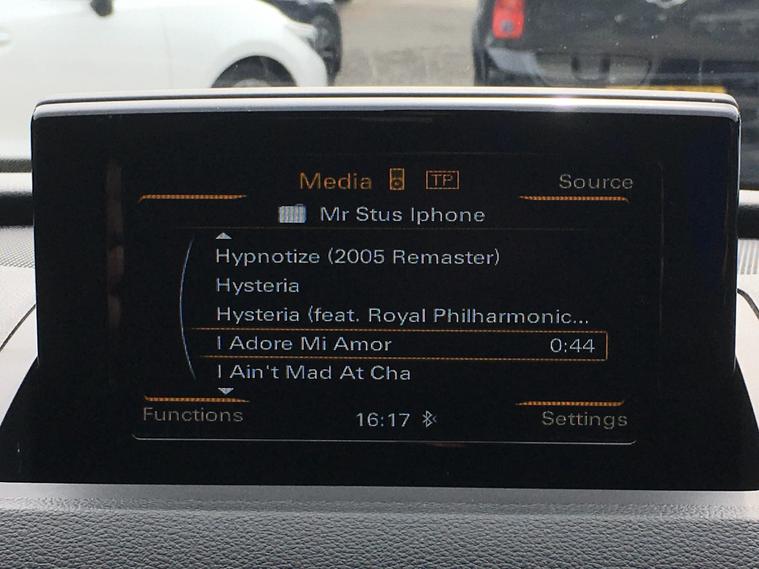 Media TP Source
Mr Stus Iphone
Hypnotize (2005 Remaster)
Hysteria
Hysteria (feat. Royal Philharmonic...
I Adore Mi Amor 0:44
I Ain't Mad At Cha
Functions 16:17 Settings